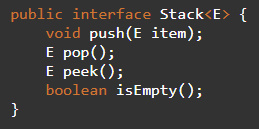 public interface Stack<E> {
    void push(E item);
    E pop();
    E peek();
    boolean isEmpty();
}